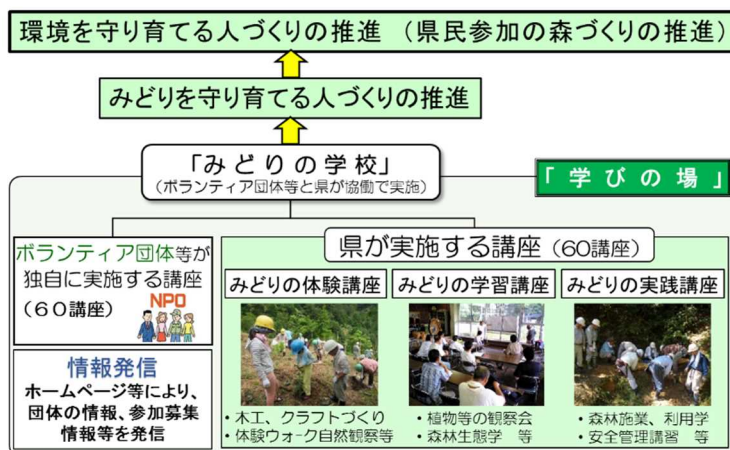 環境を守り育てる人づくりの推進 (県民参加の森づくりの推進)
みどりを守り育てる人づくりの推進
「みどりの学校」
(ボランティア団体等と県が協働で実施)
「学びの場」
ボランティア団体等が
独自に実施する講座
(60講座)
NPO
情報発信
ホームページ等により、
団体の情報、参加募集
情報等を発信
県が実施する講座 (60講座)
みどりの体験講座
・木工、クラフトづくり
・体験ウォーク自然観察等
みどりの学習講座
・植物等の観察会
・森林生態学 等
みどりの実践講座
・森林施業、利用学
・安全管理講習 等